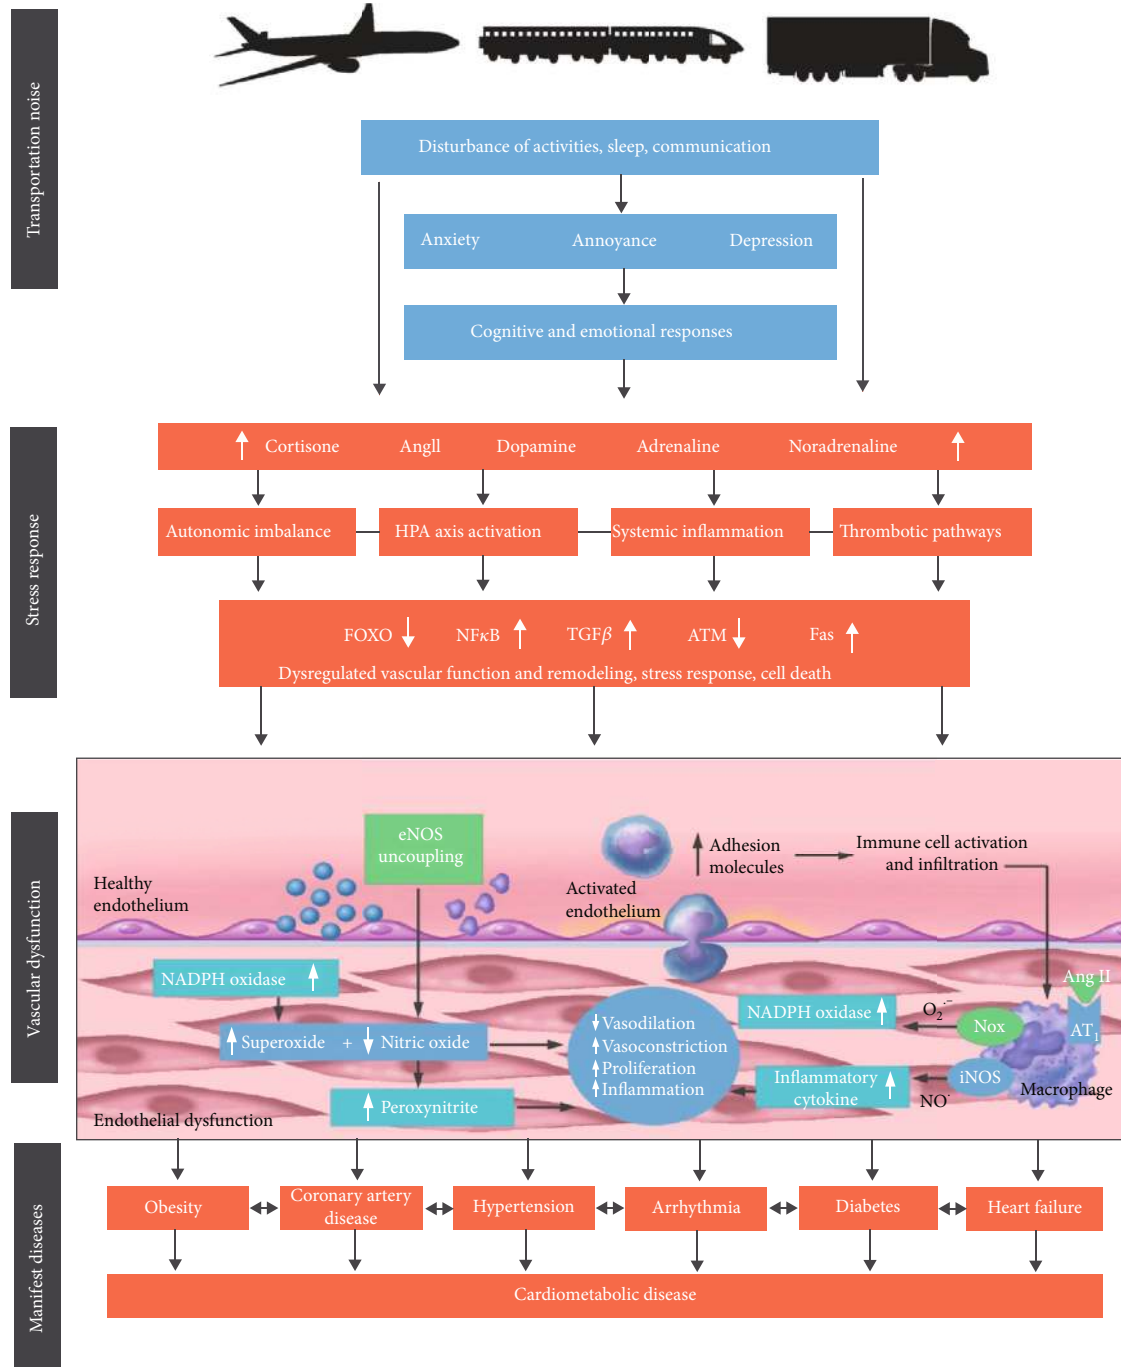 Transportation noise
Disturbance of activities, sleep, communication
Anxiety Annoyance Depression
Cognitive and emotional responses
Stress response
↑ Cortisone Angll Dopamine Adrenaline Noradrenaline ↑
Autonomic imbalance HPA axis activation Systemic inflammation Thrombotic pathways
FOXO ↓ NFκB ↑ TGFβ ↑ ATM ↓ Fas ↑
Dysregulated vascular function and remodeling, stress response, cell death
Vascular dysfunction
eNOS
uncoupling
Healthy
endothelium
Activated
endothelium
↑ Adhesion
molecules
Immune cell activation
and infiltration
NADPH oxidase ↑
↑ Superoxide + ↓ Nitric oxide
↑ Peroxynitrite
Endothelial dysfunction
↓ Vasodilation
↑ Vasoconstriction
↑ Proliferation
↑ Inflammation
NADPH oxidase ↑
O₂·⁻
Nox
Ang II
AT₁
Inflammatory
cytokine ↑
NO·
iNOS
Macrophage
Manifest diseases
Obesity
Coronary artery
disease
Hypertension
Arrhythmia
Diabetes
Heart failure
Cardiometabolic disease